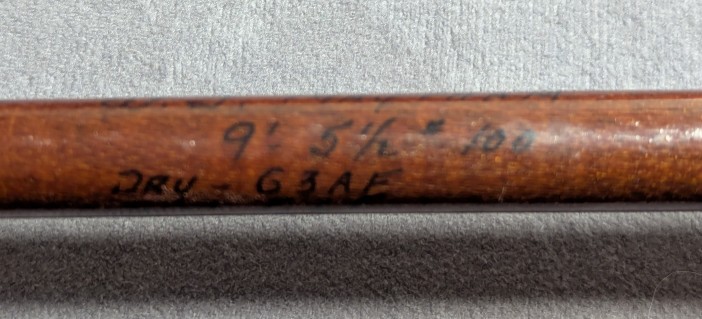 9' 5½ # 100
DRY - G3AF